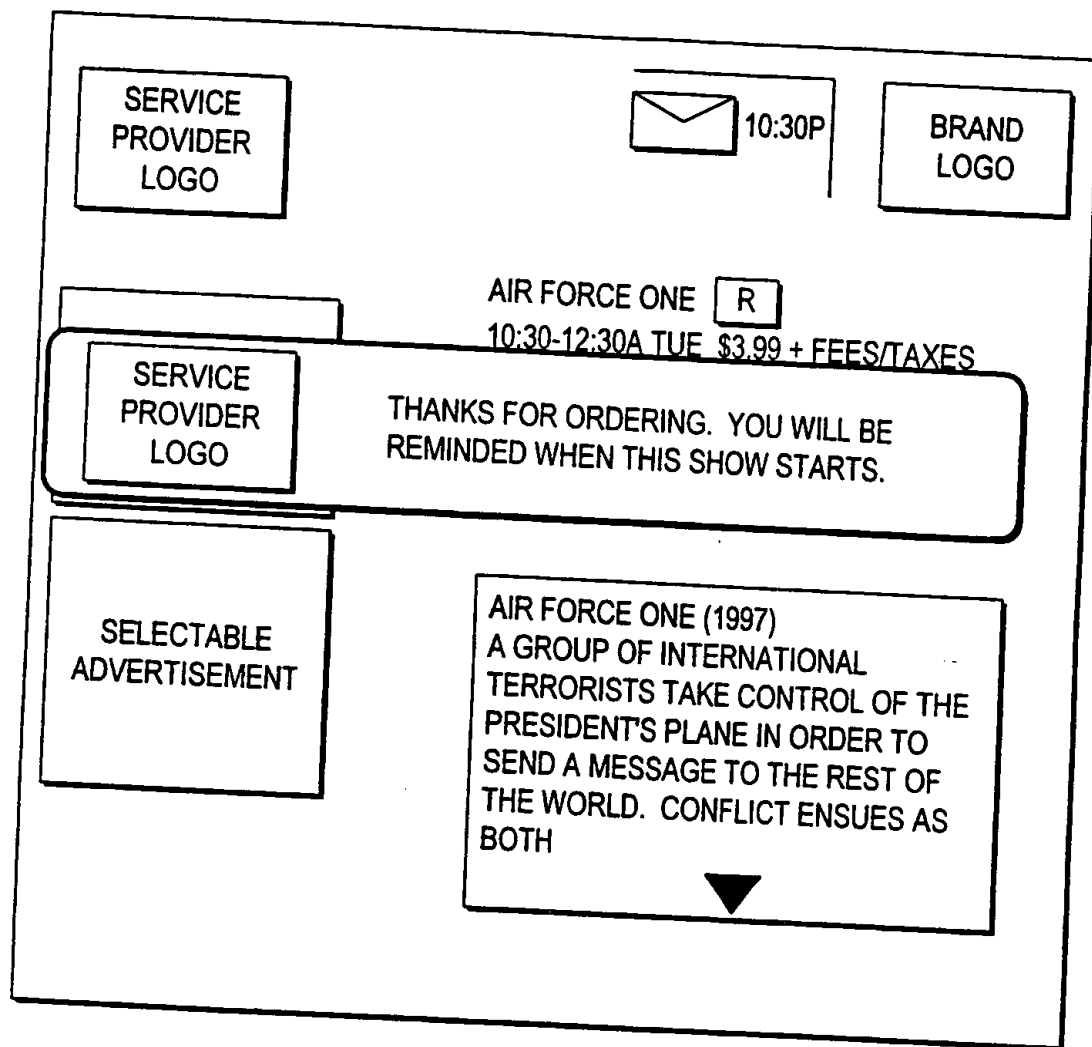 SERVICE
PROVIDER
LOGO
10:30P
BRAND
LOGO
AIR FORCE ONE R
10:30-12:30A TUE $3.99 + FEES/TAXES
SERVICE
PROVIDER
LOGO
THANKS FOR ORDERING. YOU WILL BE
REMINDED WHEN THIS SHOW STARTS.
SELECTABLE
ADVERTISEMENT
AIR FORCE ONE (1997)
A GROUP OF INTERNATIONAL
TERRORISTS TAKE CONTROL OF THE
PRESIDENT'S PLANE IN ORDER TO
SEND A MESSAGE TO THE REST OF
THE WORLD. CONFLICT ENSUES AS
BOTH